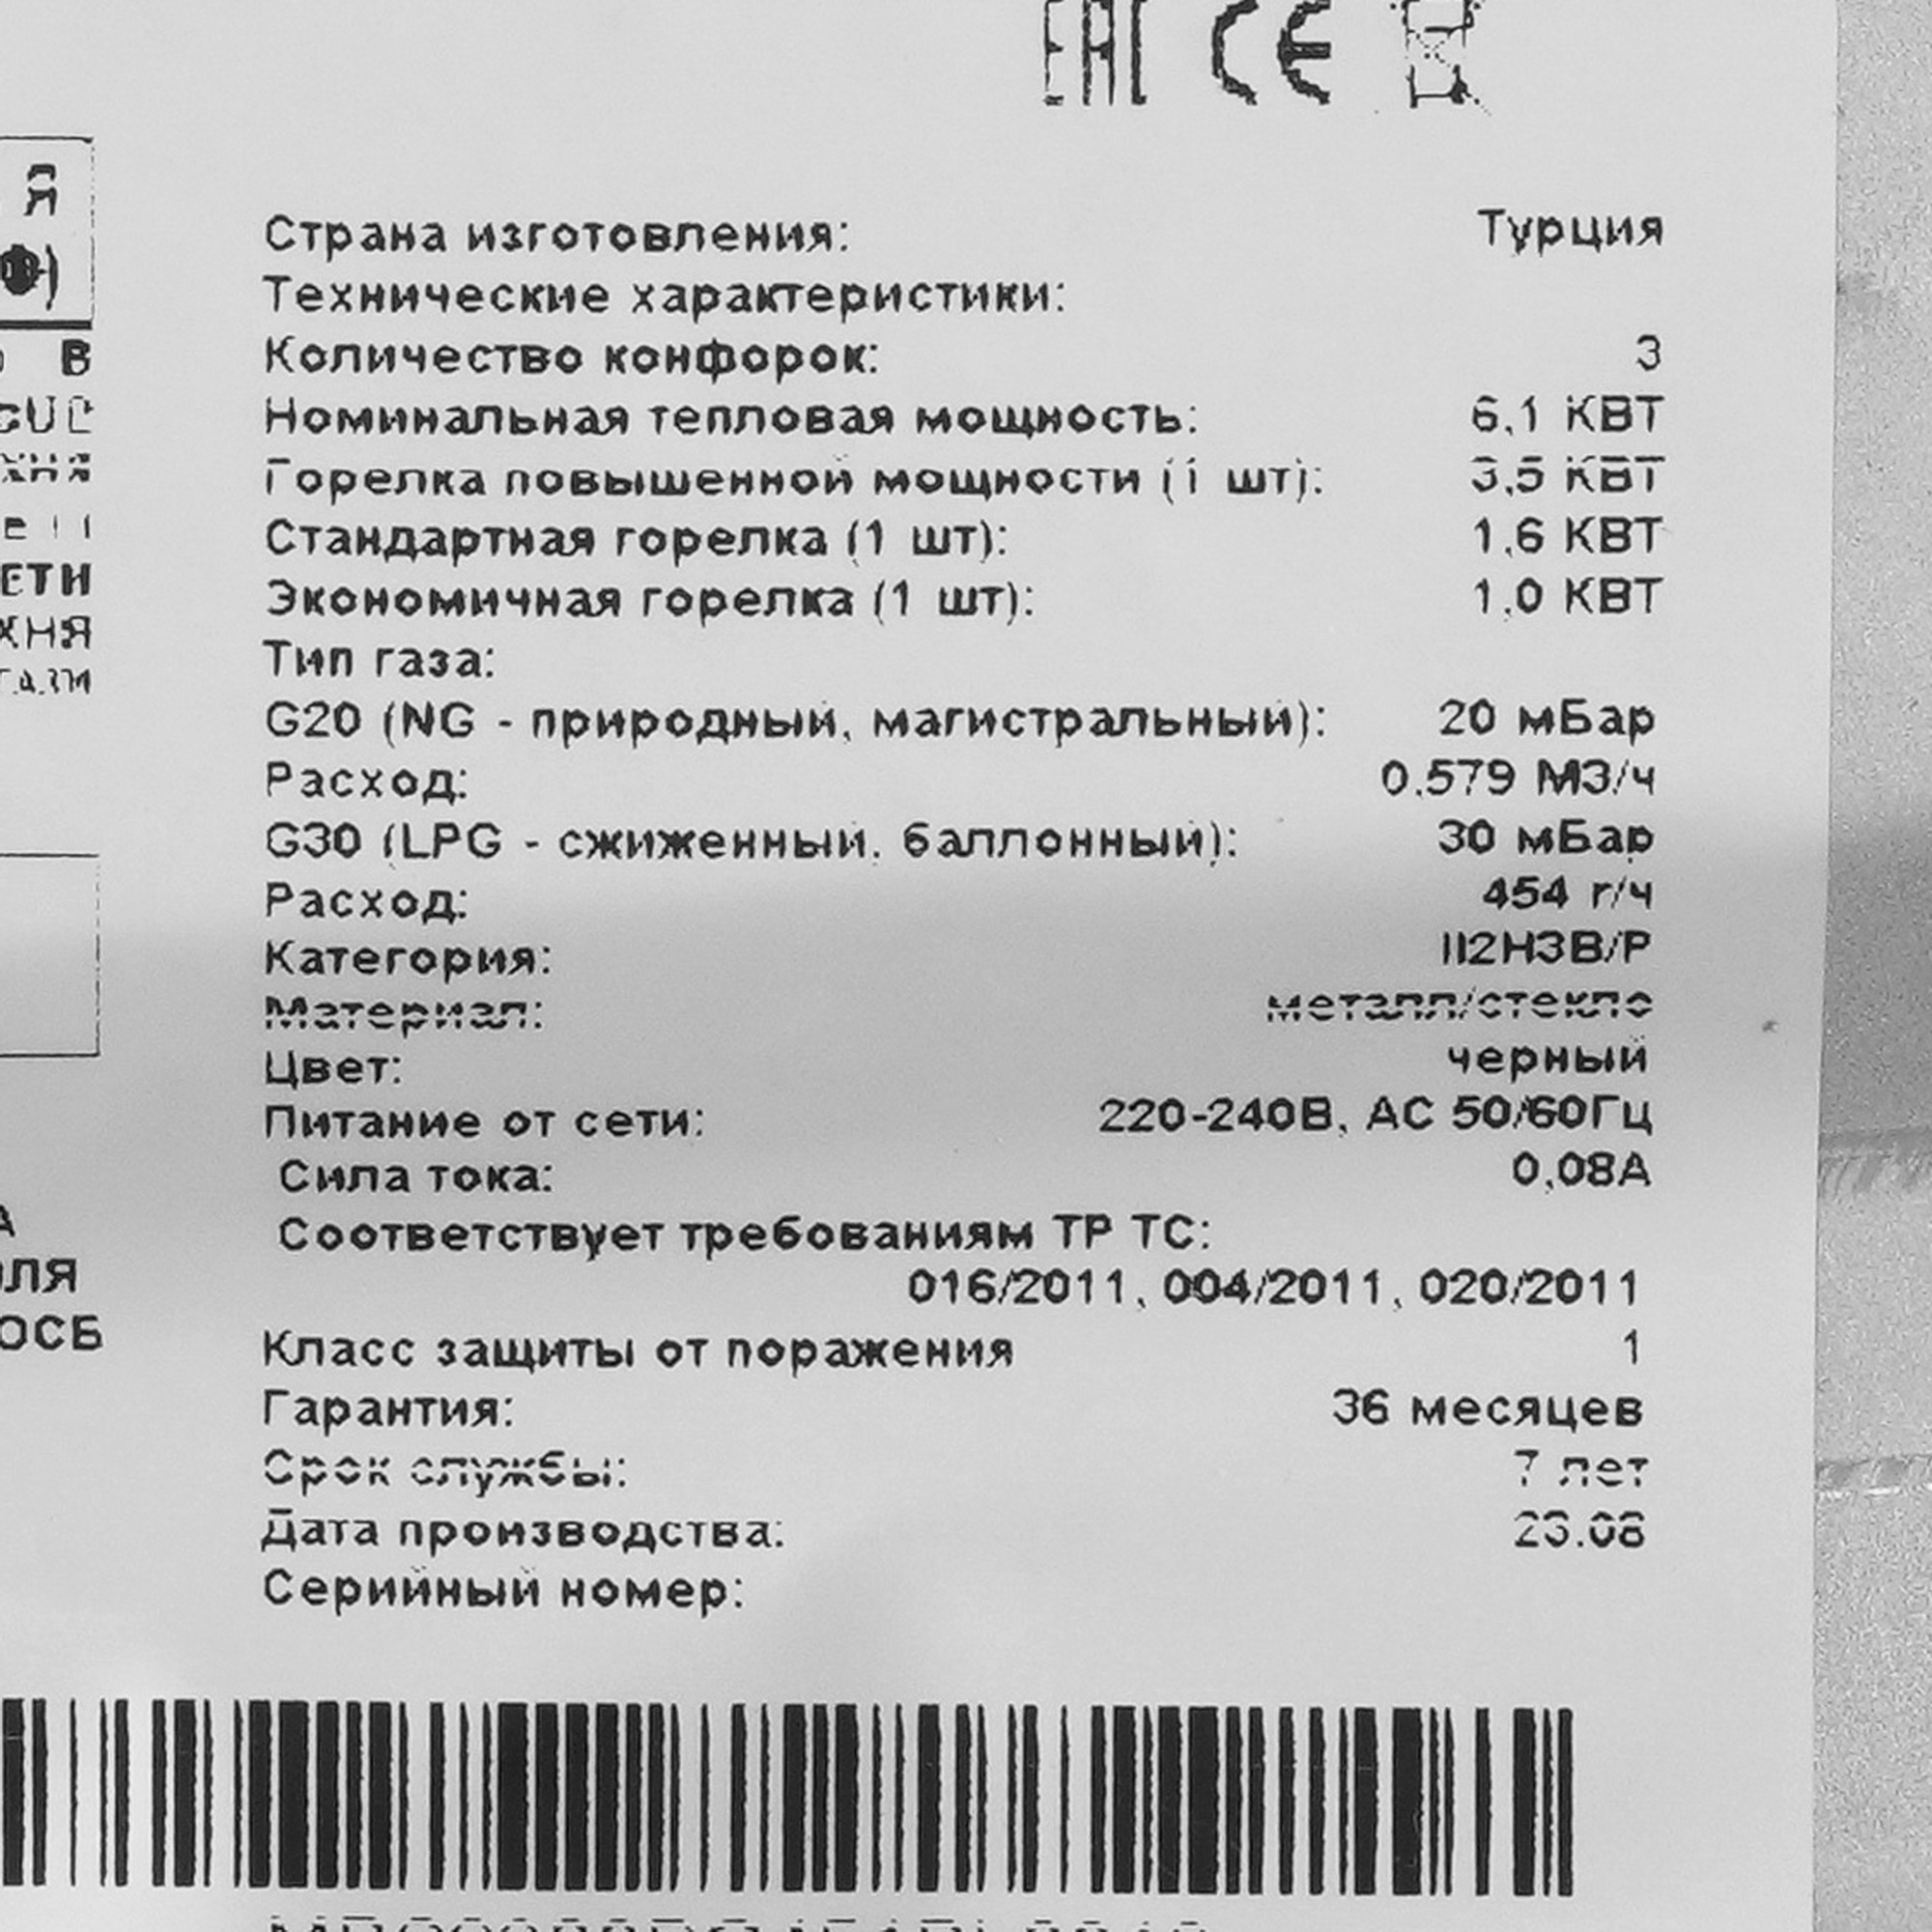 EAC CE
Я
В
ХНЯ
ЕТИ
ХНЯ
Страна изготовления: Турция
Технические характеристики:
Количество конфорок: 3
Номинальная тепловая мощность: 6,1 КВТ
Горелка повышенной мощности (1 шт): 3,5 КВТ
Стандартная горелка (1 шт): 1,6 КВТ
Экономичная горелка (1 шт): 1,0 КВТ
Тип газа:
G20 (NG - природный, магистральный): 20 мБар
Расход: 0.579 М3/ч
G30 (LPG - сжиженный, баллонный): 30 мБар
Расход: 454 г/ч
Категория: II2H3B/P
Материал: металл/стекло
Цвет: черный
Питание от сети: 220-240В, АС 50/60Гц
Сила тока: 0,08А
Соответствует требованиям ТР ТС:
016/2011, 004/2011, 020/2011
Класс защиты от поражения 1
Гарантия: 36 месяцев
Срок службы: 7 лет
Дата производства: 23.08
Серийный номер: